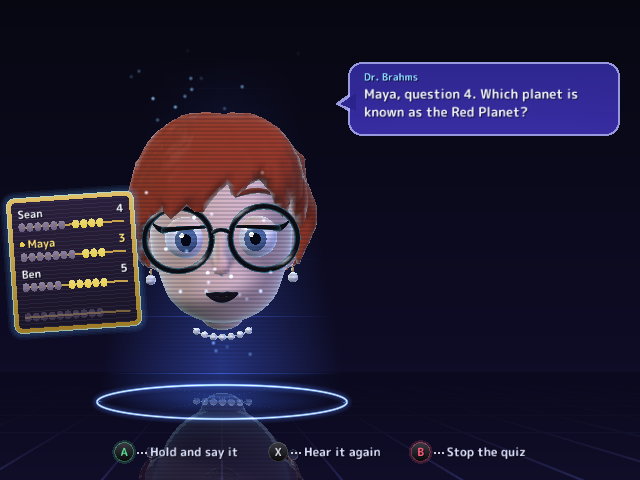 Dr. Brahms
Maya, question 4. Which planet is
known as the Red Planet?
Sean 4
Maya 3
Ben 5
A ••• Hold and say it
X ••• Hear it again
B ••• Stop the quiz